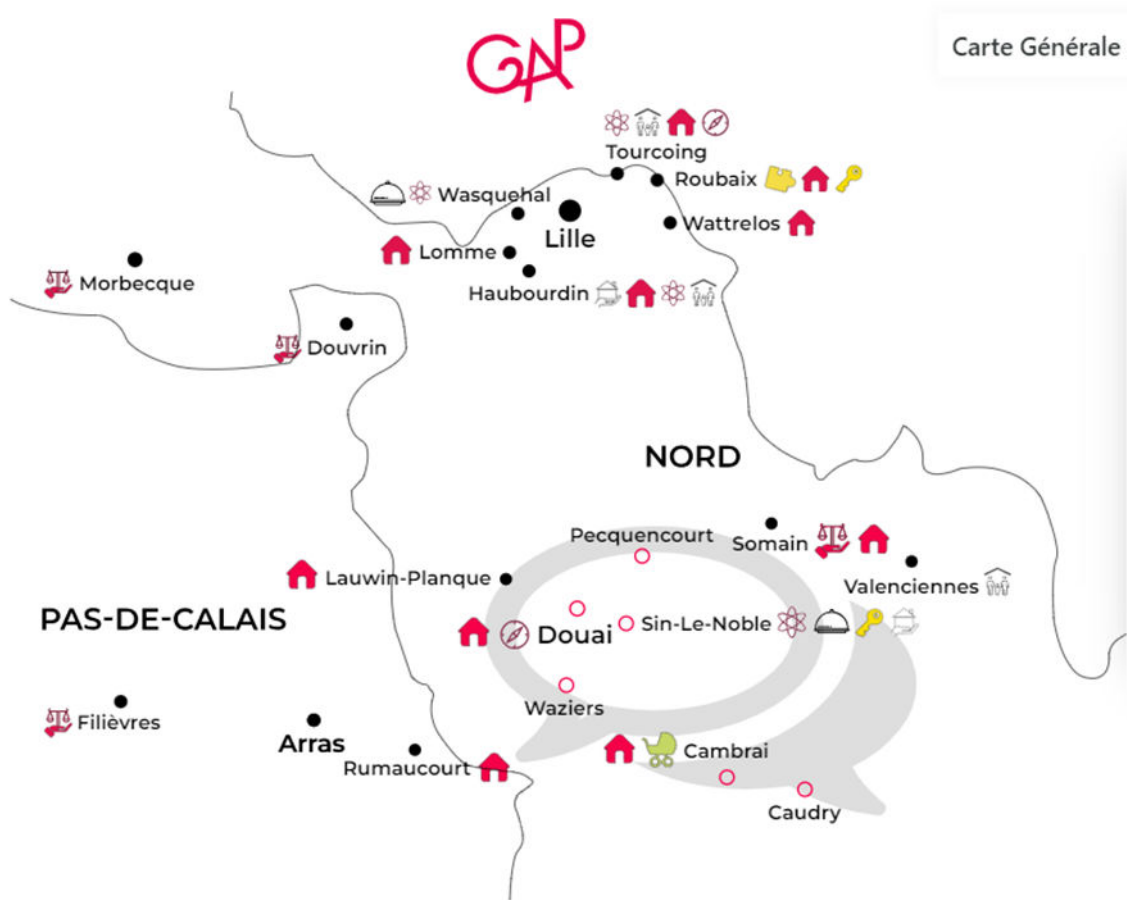 GAP
Carte Générale
Tourcoing
Roubaix
Wasquehal
Wattrelos
Lille
Lomme
Morbecque
Haubourdin
Douvrin
NORD
Pecquencourt
Somain
Lauwin-Planque
Valenciennes
PAS-DE-CALAIS
Sin-Le-Noble
Douai
Waziers
Filièvres
Arras
Cambrai
Rumaucourt
Caudry